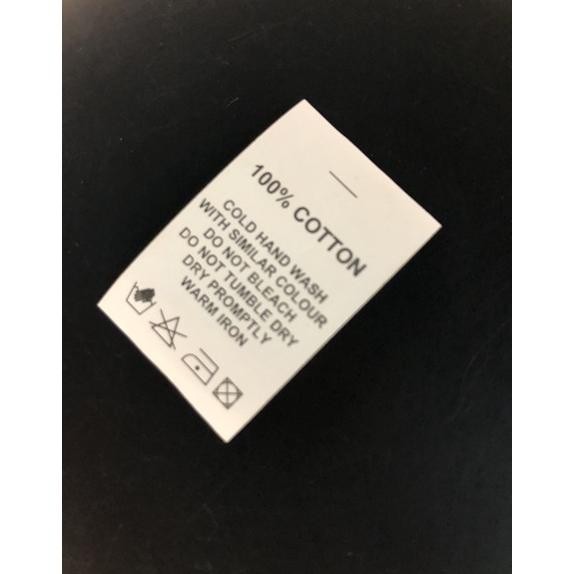 100% COTTON
COLD HAND WASH
WITH SIMILAR COLOUR
DO NOT BLEACH
DO NOT TUMBLE DRY
DRY PROMPTLY
WARM IRON